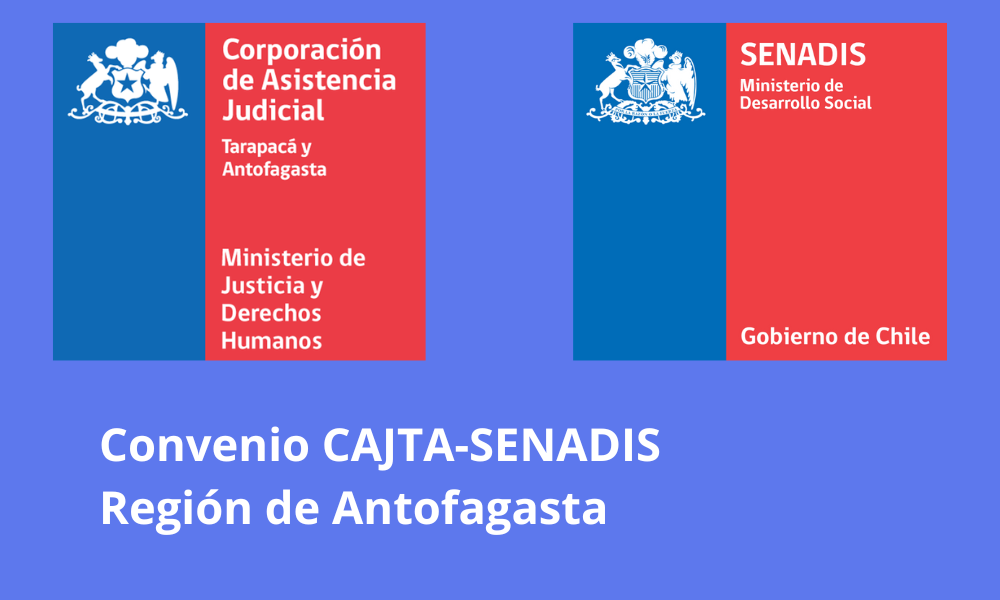 Corporación
de Asistencia
Judicial
Tarapacá y
Antofagasta
Ministerio de
Justicia y
Derechos
Humanos
SENADIS
Ministerio de
Desarrollo Social
Gobierno de Chile
Convenio CAJTA-SENADIS
Región de Antofagasta